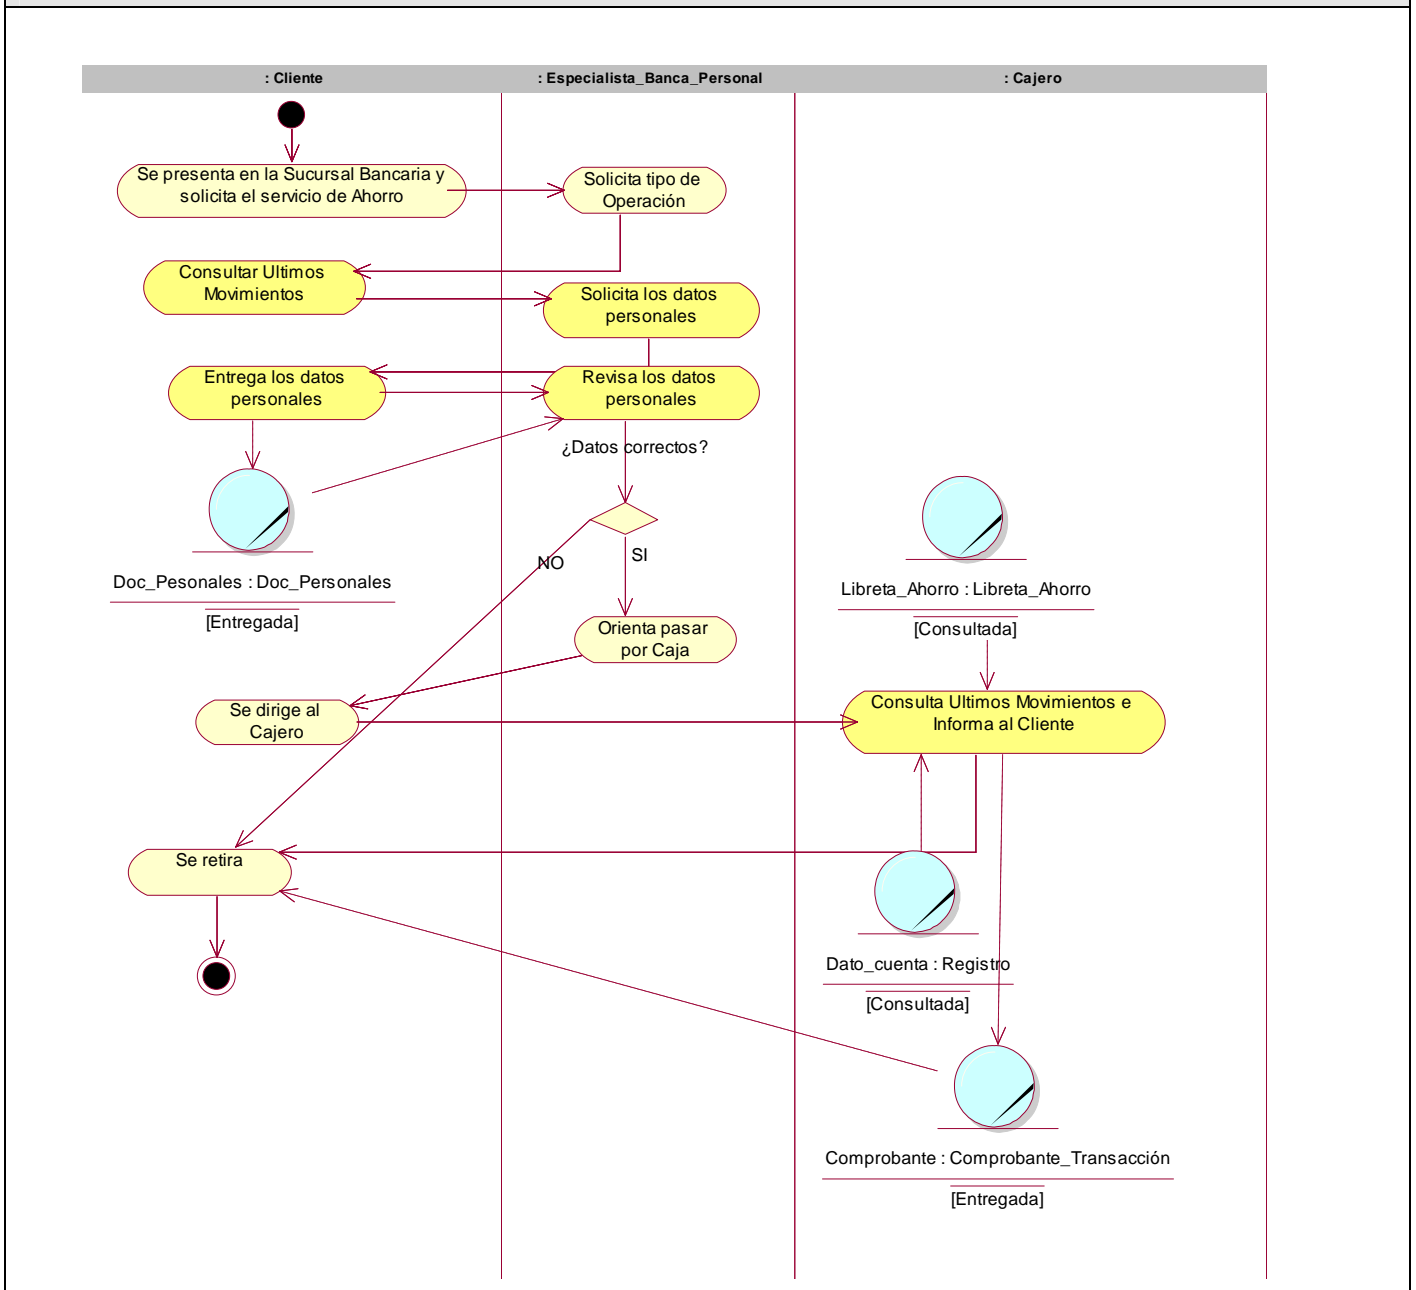 : Cliente
: Especialista_Banca_Personal
: Cajero
Se presenta en la Sucursal Bancaria y
solicita el servicio de Ahorro
Solicita tipo de
Operación
Consultar Ultimos
Movimientos
Solicita los datos
personales
Entrega los datos
personales
Revisa los datos
personales
¿Datos correctos?
NO
SI
Doc_Pesonales : Doc_Personales
[Entregada]
Libreta_Ahorro : Libreta_Ahorro
[Consultada]
Orienta pasar
por Caja
Se dirige al
Cajero
Consulta Ultimos Movimientos e
Informa al Cliente
Se retira
Dato_cuenta : Registro
[Consultada]
Comprobante : Comprobante_Transacción
[Entregada]